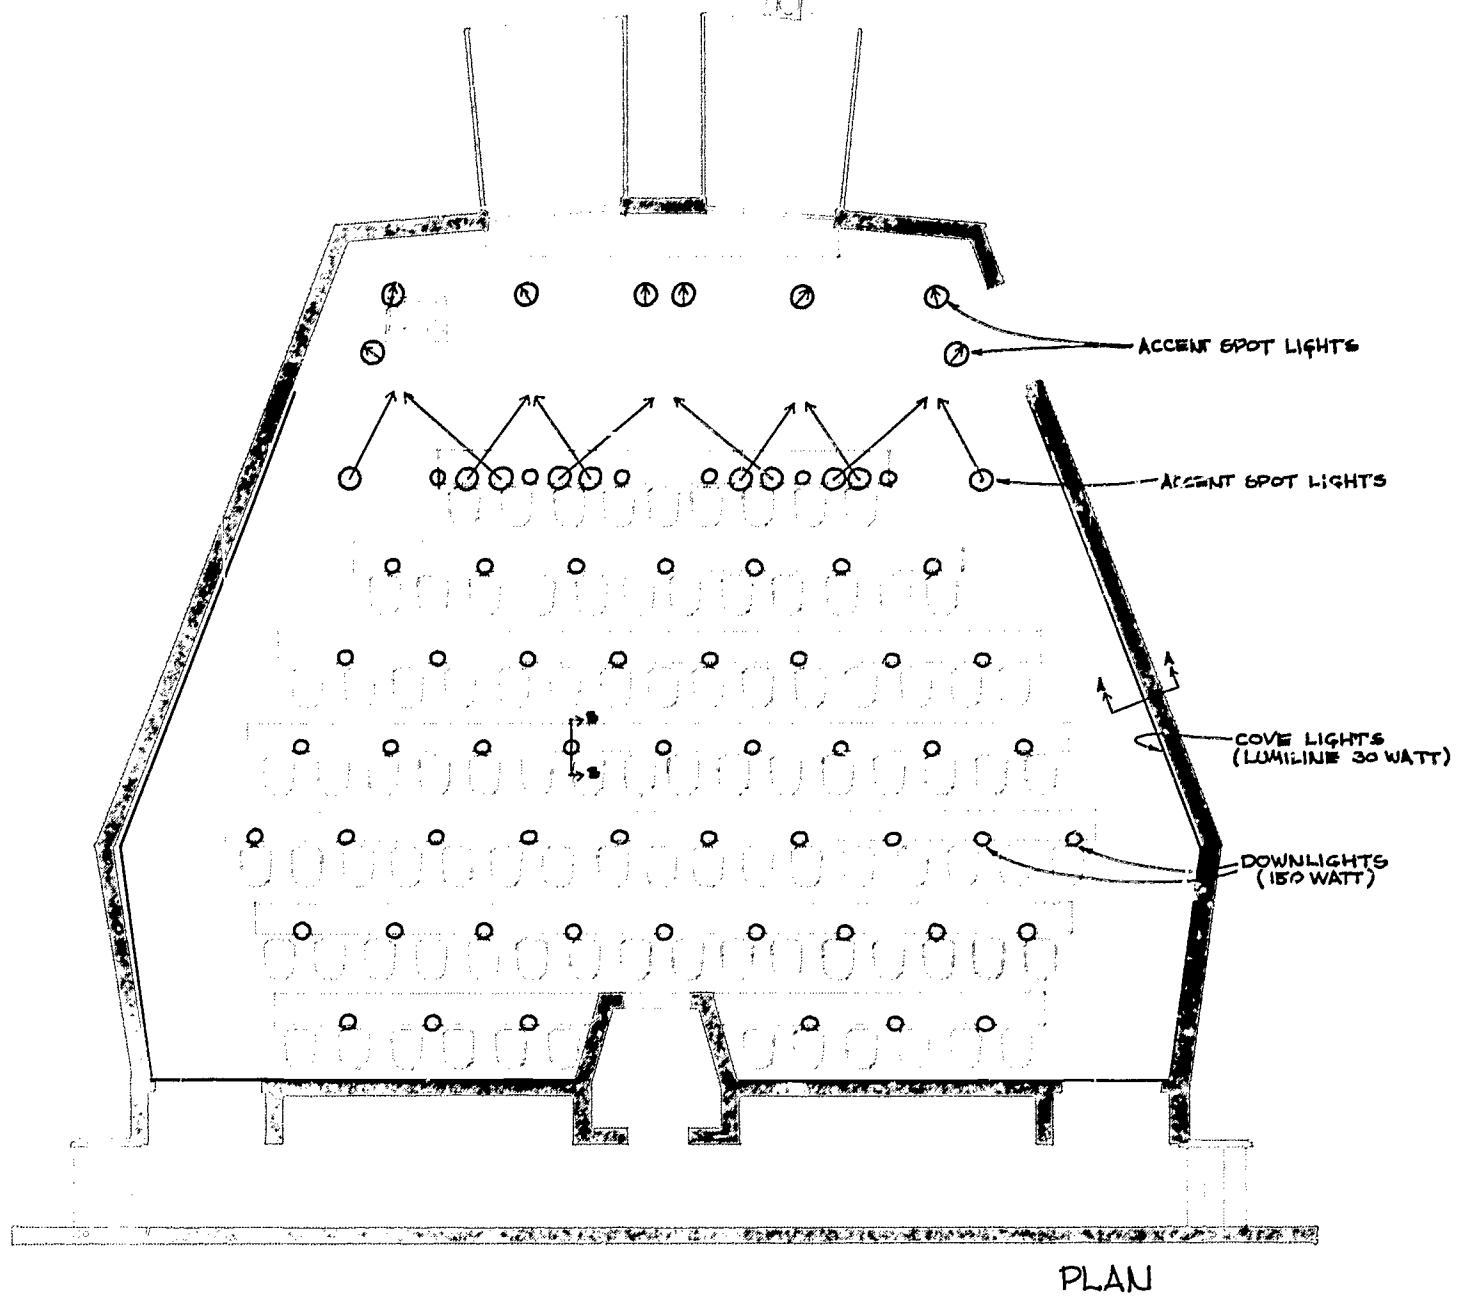 ACCENT SPOT LIGHTS
ACCENT SPOT LIGHTS
A
A
B
B
COVE LIGHTS
(LUMILINE 30 WATT)
DOWNLIGHTS
(150 WATT)
PLAN